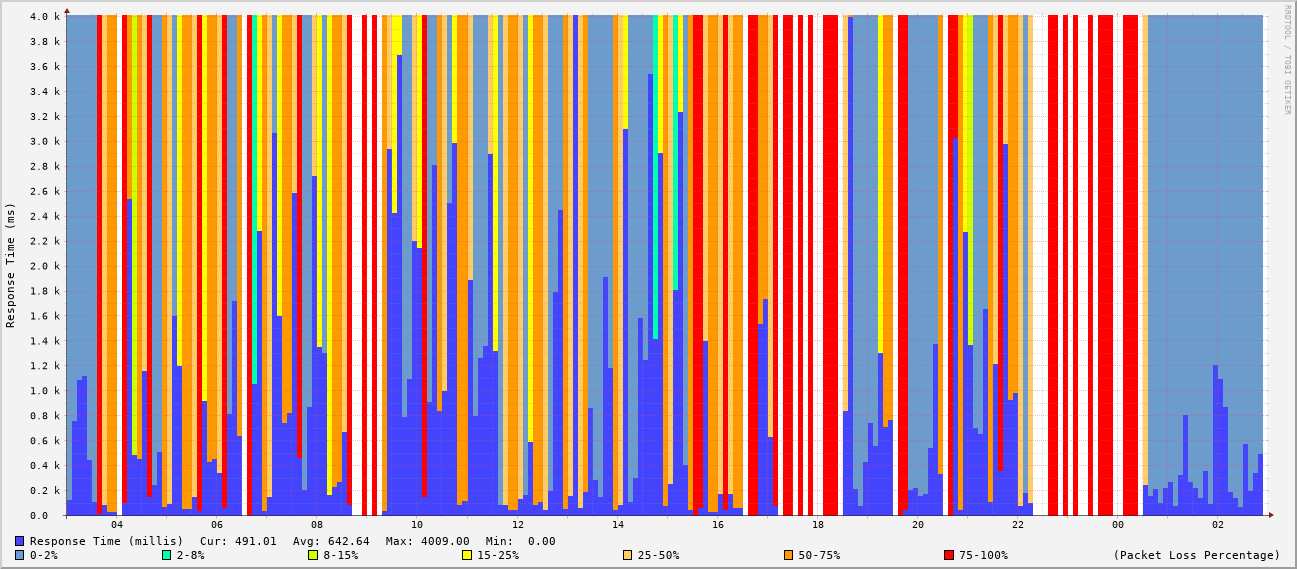 RRDTOOL / TOBI OETIKER
Response Time (ms)
4.0 k
3.8 k
3.6 k
3.4 k
3.2 k
3.0 k
2.8 k
2.6 k
2.4 k
2.2 k
2.0 k
1.8 k
1.6 k
1.4 k
1.2 k
1.0 k
0.8 k
0.6 k
0.4 k
0.2 k
0.0
04 06 08 10 12 14 16 18 20 22 00 02
Response Time (millis) Cur: 491.01 Avg: 642.64 Max: 4009.00 Min: 0.00
0-2% 2-8% 8-15% 15-25% 25-50% 50-75% 75-100% (Packet Loss Percentage)